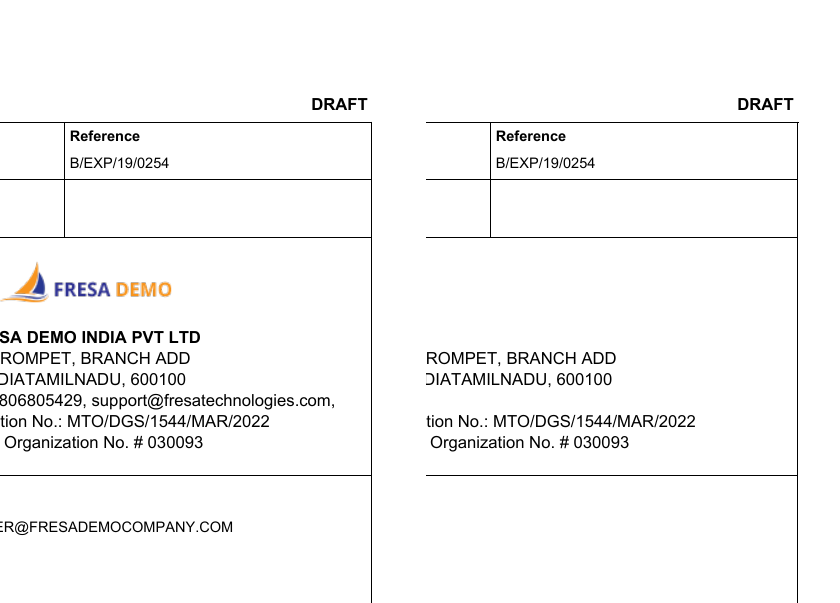 DRAFT
Reference
B/EXP/19/0254
FRESA DEMO
SA DEMO INDIA PVT LTD
ROMPET, BRANCH ADD
DIATAMILNADU, 600100
806805429, support@fresatechnologies.com,
tion No.: MTO/DGS/1544/MAR/2022
Organization No. # 030093
ER@FRESADEMOCOMPANY.COM
DRAFT
Reference
B/EXP/19/0254
ROMPET, BRANCH ADD
DIATAMILNADU, 600100
tion No.: MTO/DGS/1544/MAR/2022
Organization No. # 030093